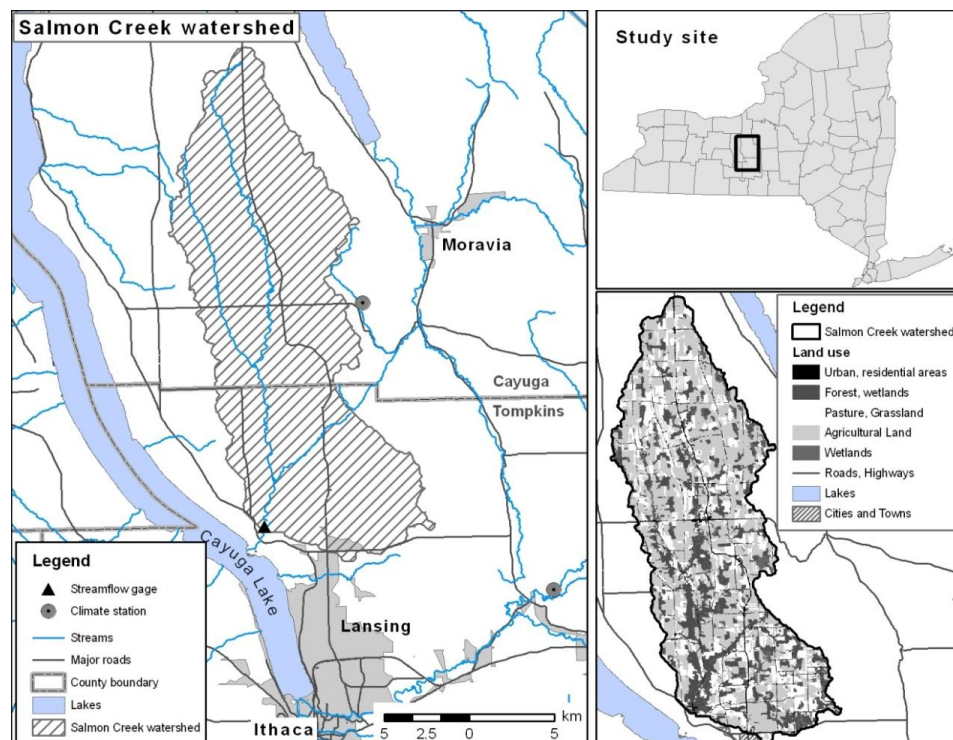 Salmon Creek watershed
Moravia
Cayuga
Tompkins
Cayuga Lake
Lansing
Ithaca
Legend
Streamflow gage
Climate station
Streams
Major roads
County boundary
Lakes
Salmon Creek watershed
km
5 2.5 0 5
Study site
Legend
Salmon Creek watershed
Land use
Urban, residential areas
Forest, wetlands
Pasture, Grassland
Agricultural Land
Wetlands
Roads, Highways
Lakes
Cities and Towns